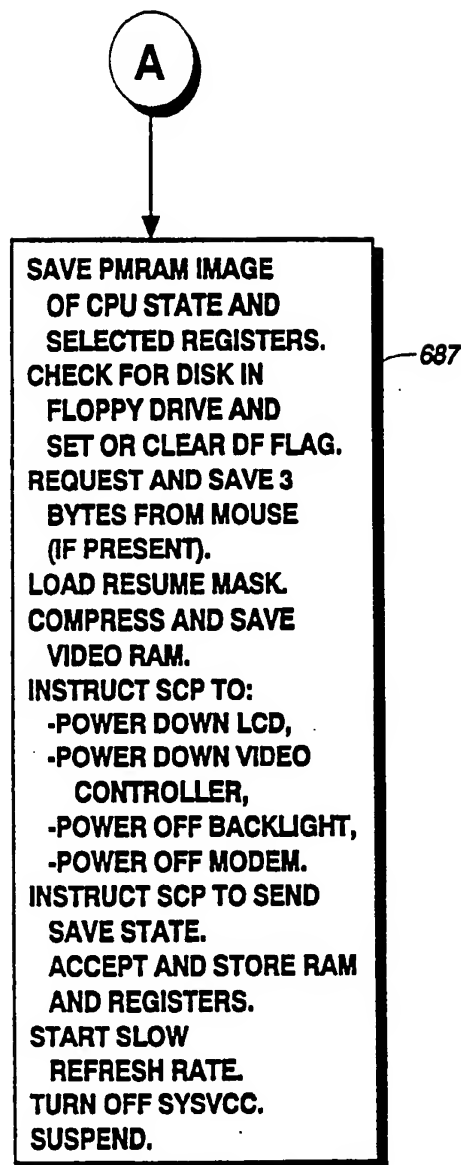 A
SAVE PMRAM IMAGE
OF CPU STATE AND
SELECTED REGISTERS.
687
CHECK FOR DISK IN
FLOPPY DRIVE AND
SET OR CLEAR DF FLAG.
REQUEST AND SAVE 3
BYTES FROM MOUSE
(IF PRESENT).
LOAD RESUME MASK.
COMPRESS AND SAVE
VIDEO RAM.
INSTRUCT SCP TO:
-POWER DOWN LCD,
-POWER DOWN VIDEO
CONTROLLER,
-POWER OFF BACKLIGHT,
-POWER OFF MODEM.
INSTRUCT SCP TO SEND
SAVE STATE.
ACCEPT AND STORE RAM
AND REGISTERS.
START SLOW
REFRESH RATE.
TURN OFF SYSVCC.
SUSPEND.